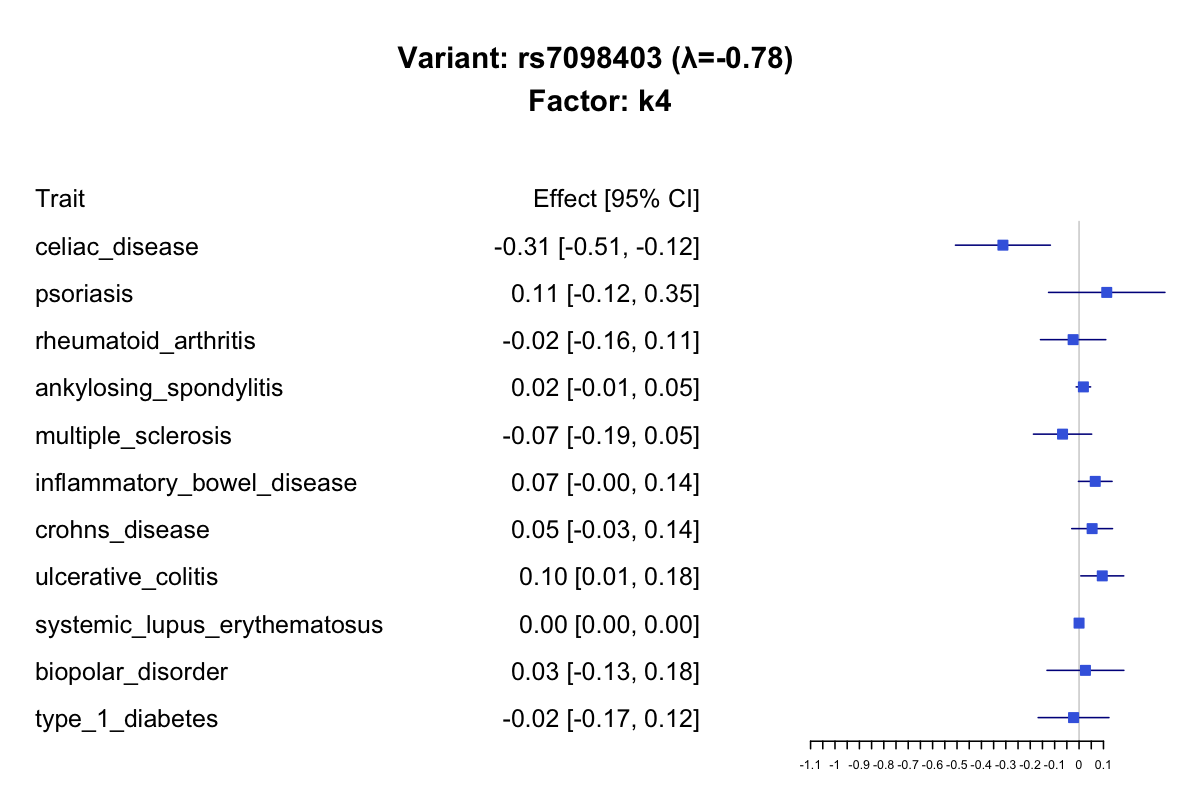 Variant: rs7098403 (λ=-0.78)
Factor: k4
Trait Effect [95% CI]
celiac_disease -0.31 [-0.51, -0.12]
psoriasis 0.11 [-0.12, 0.35]
rheumatoid_arthritis -0.02 [-0.16, 0.11]
ankylosing_spondylitis 0.02 [-0.01, 0.05]
multiple_sclerosis -0.07 [-0.19, 0.05]
inflammatory_bowel_disease 0.07 [-0.00, 0.14]
crohns_disease 0.05 [-0.03, 0.14]
ulcerative_colitis 0.10 [0.01, 0.18]
systemic_lupus_erythematosus 0.00 [0.00, 0.00]
biopolar_disorder 0.03 [-0.13, 0.18]
type_1_diabetes -0.02 [-0.17, 0.12]
-1.1 -1 -0.9 -0.8 -0.7 -0.6 -0.5 -0.4 -0.3 -0.2 -0.1 0 0.1